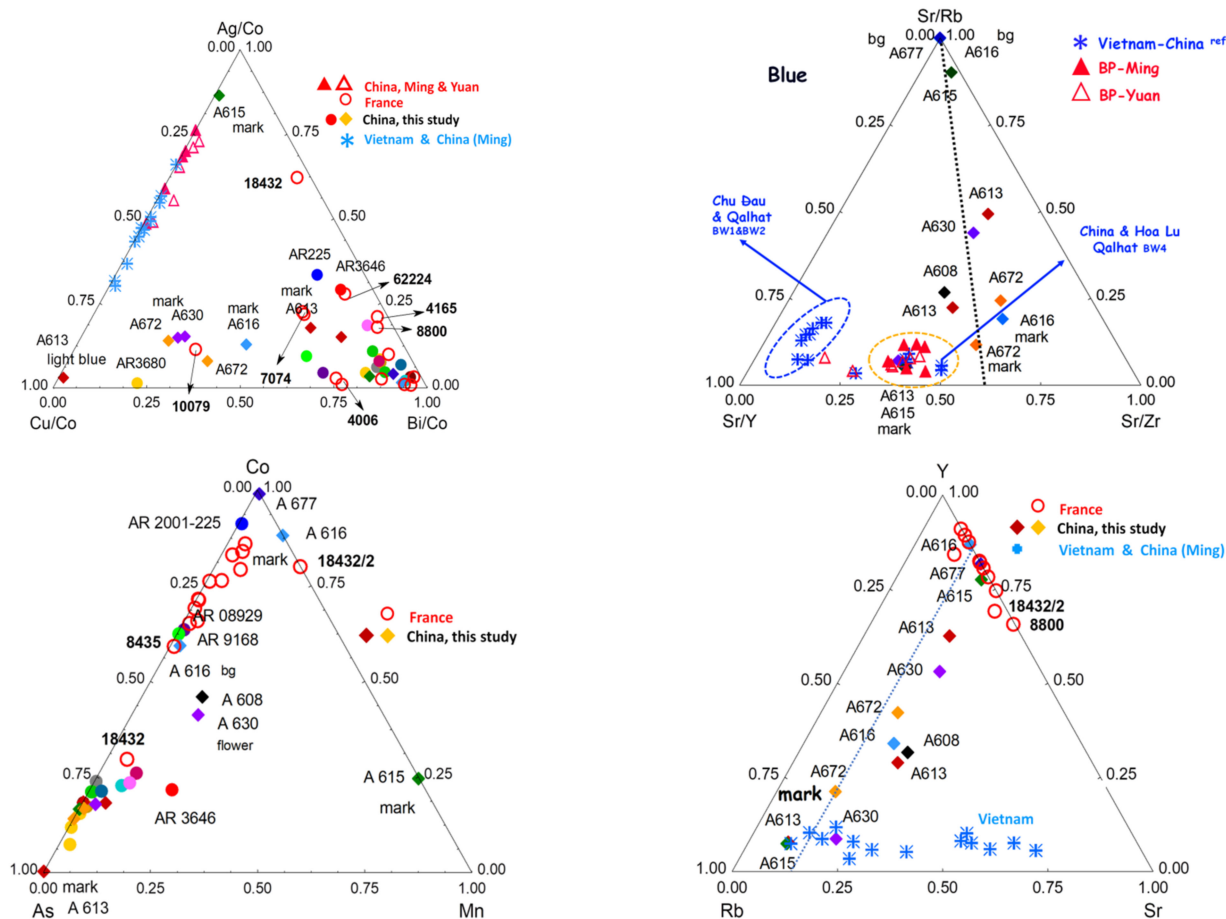 Ag/Co
0.00 1.00
A615
mark
China, Ming & Yuan
France
China, this study
Vietnam & China (Ming)
0.25
0.75
18432
0.50
0.50
AR225
AR3646
62224
mark
A613
0.75
0.25
4165
8800
mark
A630
mark
A616
A672
A613
light blue
AR3680
A672
7074
1.00
0.00
0.25
0.50
0.75
1.00
0.00
10079
4006
Cu/Co
Bi/Co
Sr/Rb
0.00 1.00
bg
bg
A677
A616
Blue
Vietnam-China ref
BP-Ming
BP-Yuan
A615
0.25
0.75
A613
0.50
0.50
Chu Đau
& Qalhat
BW1&BW2
A630
China & Hoa Lu
Qalhat BW4
A608
A672
0.75
A613
0.25
A616
mark
A672
mark
1.00
0.00
0.25
0.50
0.75
1.00
0.00
A613
A615
mark
Sr/Y
Sr/Zr
Co
0.00 1.00
A 677
AR 2001-225
A 616
mark
18432/2
0.25
0.75
AR 08929
France
China, this study
8435
AR 9168
A 616 bg
0.50
0.50
A 608
A 630
flower
18432
0.75
A 615
0.25
mark
AR 3646
1.00
0.00
0.00
mark
A 613
0.25
0.50
0.75
1.00
As
Mn
Y
0.00
1.00
France
China, this study
Vietnam & China (Ming)
A616
0.25
A677
A615
0.75
18432/2
8800
A613
0.50
A630
0.50
A672
A616
A608
0.75
A672
A613
0.25
mark
A613
A630
Vietnam
A615
1.00
0.00
0.00
0.25
0.50
0.75
1.00
Rb
Sr